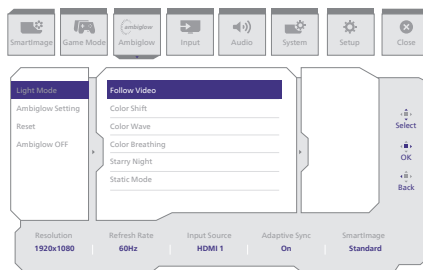 ambiglow
SmartImage Game Mode Ambiglow Input Audio System Setup Close
Light Mode Follow Video
Ambiglow Setting Color Shift
Reset Color Wave
Ambiglow OFF Color Breathing
Starry Night
Static Mode
Select
OK
Back
Resolution Refresh Rate Input Source Adaptive Sync SmartImage
1920x1080 60Hz HDMI 1 On Standard